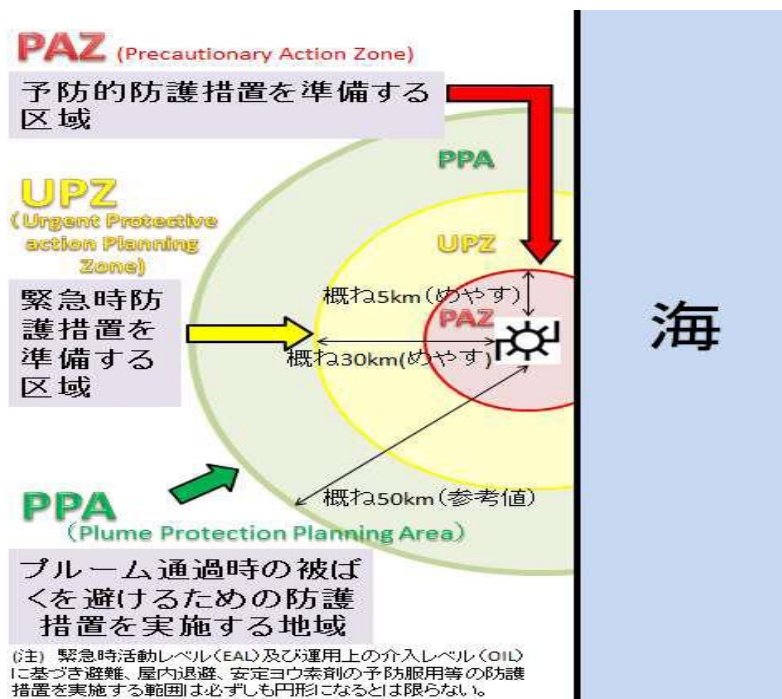 PAZ (Precautionary Action Zone)
予防的防護措置を準備する
区域
PPA
UPZ
(Urgent Protective
action Planning
Zone)
UPZ
緊急時防
護措置を
準備する
区域
概ね5km(めやす)
PAZ
概ね30km(めやす)
海
概ね50km(参考値)
PPA
(Plume Protection Planning Area)
プルーム通過時の被ば
くを避けるための防護
措置を実施する地域
(注) 緊急時活動レベル(EAL)及び運用上の介入レベル(OIL)
に基づき避難、屋内退避、安定ヨウ素剤の予防服用等の防護
措置を実施する範囲は必ずしも円形になるとは限らない。